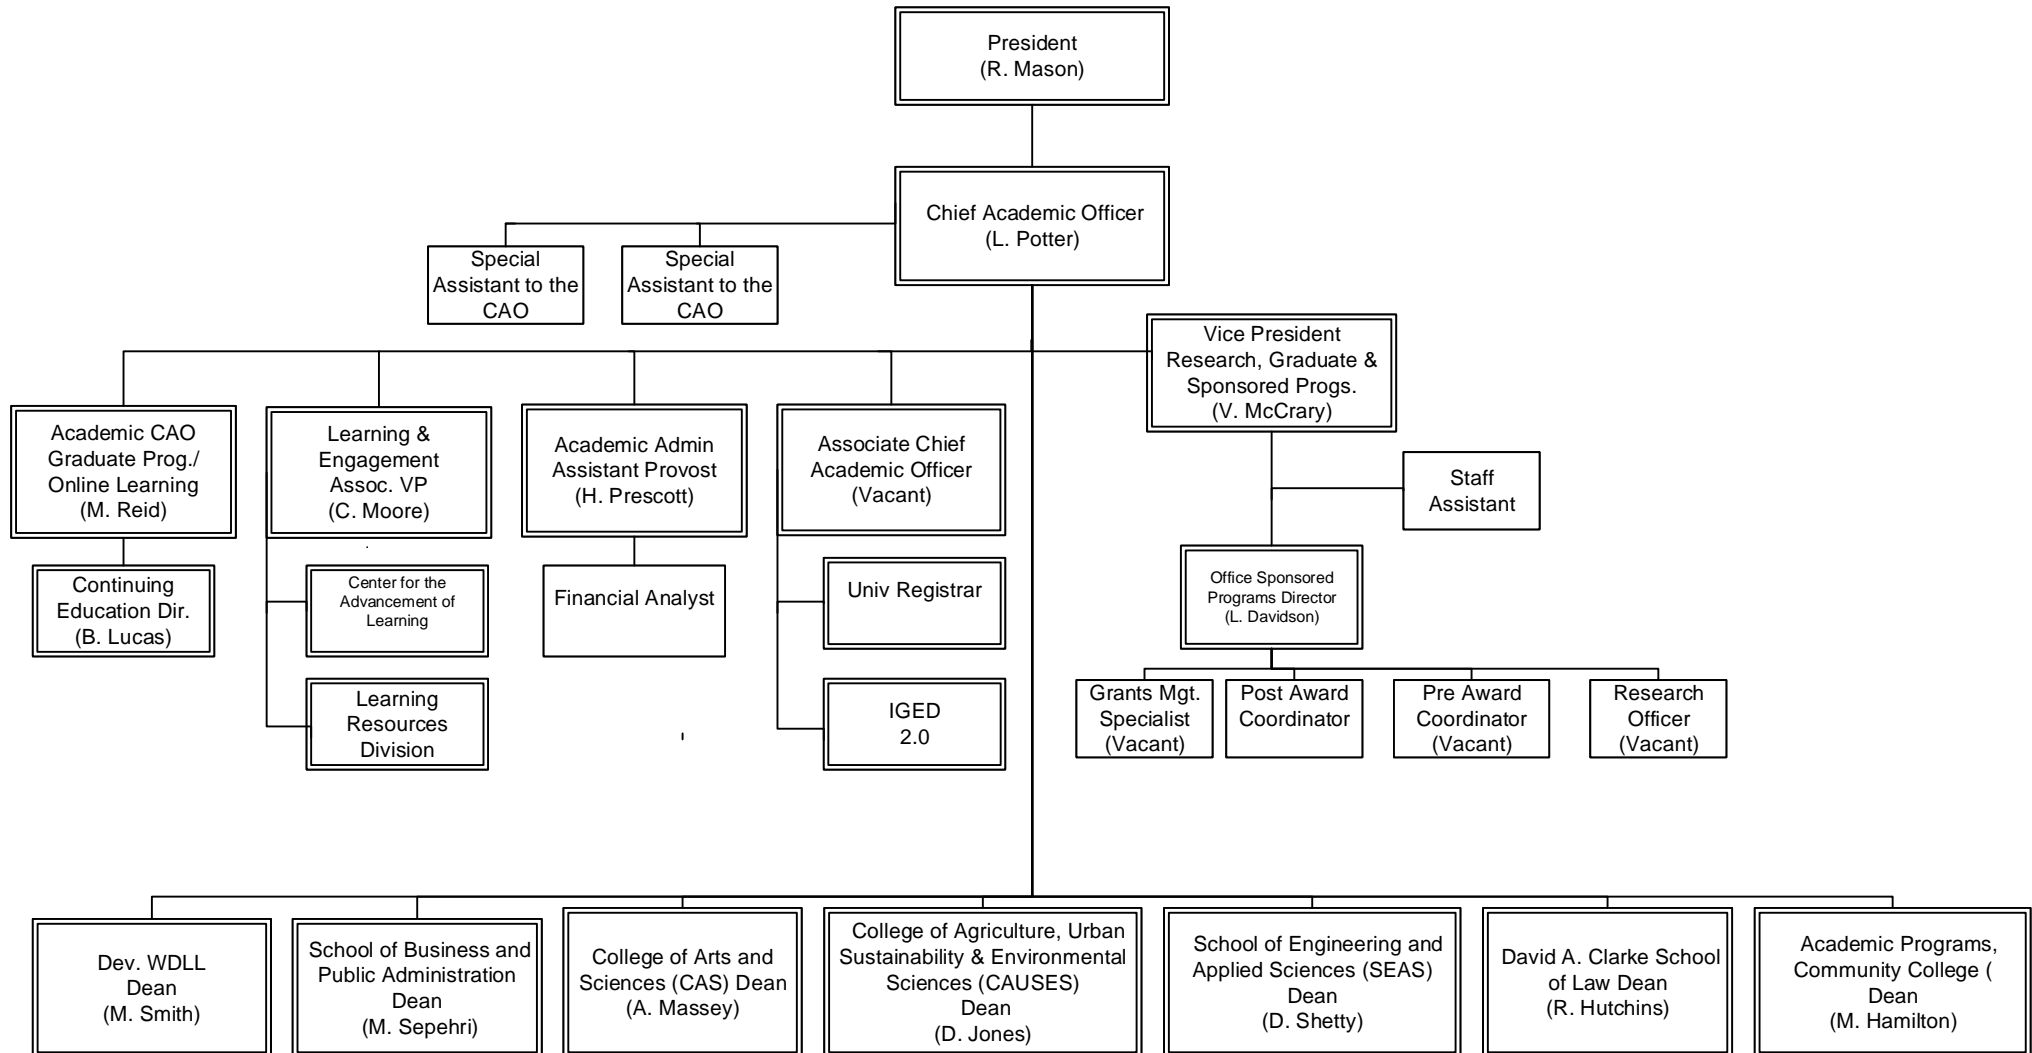 President
(R. Mason)
Chief Academic Officer
(L. Potter)
Special
Assistant to the
CAO
Special
Assistant to the
CAO
Vice President
Research, Graduate &
Sponsored Progs.
(V. McCrary)
Academic CAO
Graduate Prog./
Online Learning
(M. Reid)
Learning &
Engagement
Assoc. VP
(C. Moore)
Academic Admin
Assistant Provost
(H. Prescott)
Associate Chief
Academic Officer
(Vacant)
Staff
Assistant
Continuing
Education Dir.
(B. Lucas)
Center for the
Advancement of
Learning
Financial Analyst
Univ Registrar
Office Sponsored
Programs Director
(L. Davidson)
Learning
Resources
Division
IGED
2.0
Grants Mgt.
Specialist
(Vacant)
Post Award
Coordinator
Pre Award
Coordinator
(Vacant)
Research
Officer
(Vacant)
Dev. WDLL
Dean
(M. Smith)
School of Business and
Public Administration
Dean
(M. Sepehri)
College of Arts and
Sciences (CAS) Dean
(A. Massey)
College of Agriculture, Urban
Sustainability & Environmental
Sciences (CAUSES)
Dean
(D. Jones)
School of Engineering and
Applied Sciences (SEAS)
Dean
(D. Shetty)
David A. Clarke School
of Law Dean
(R. Hutchins)
Academic Programs,
Community College (
Dean
(M. Hamilton)